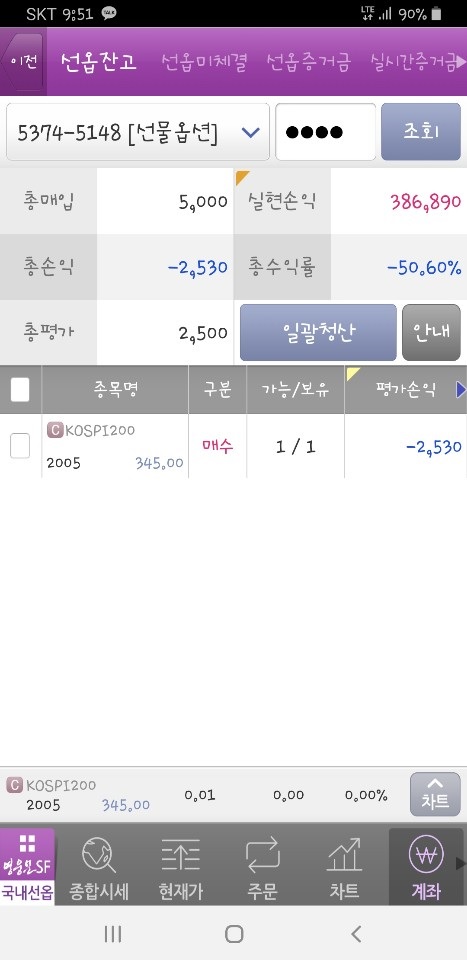 SKT 9:51 TALK LTE 90%
이전 선옵잔고 선옵미체결 선옵증거금 실시간증거금
5374-5148 [선물옵션] ●●●● 조회
총매입 5,000 실현손익 386,890
총손익 -2,530 총수익률 -50.60%
총평가 2,500 일괄청산 안내
종목명 구분 가능/보유 평가손익
C KOSPI200
2005 345.00 매수 1 / 1 -2,530
C KOSPI200
2005 345.00 0.01 0.00 0.00% 차트
영웅문SF
국내선옵 종합시세 현재가 주문 차트 계좌